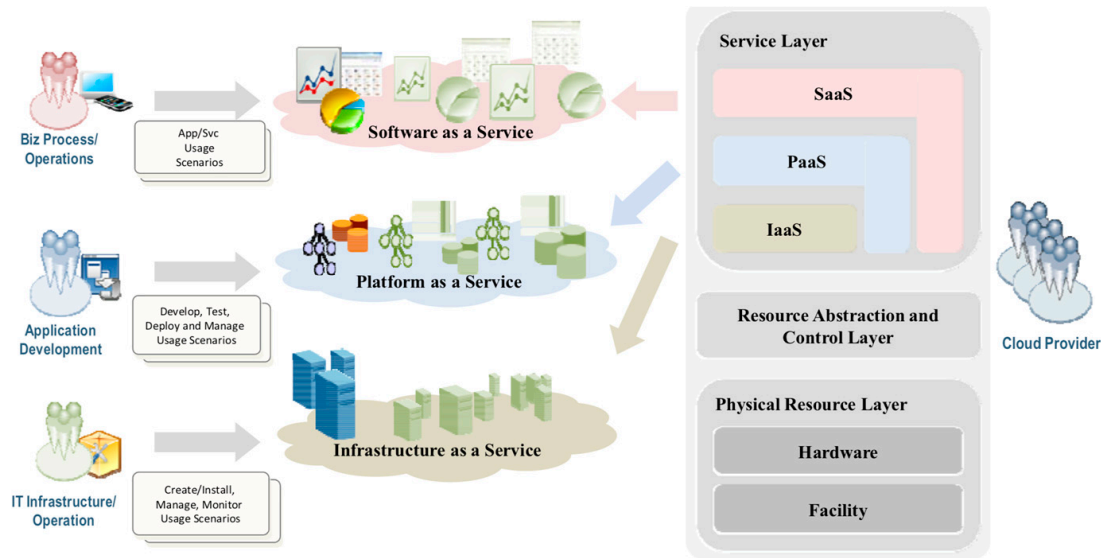 Biz Process/
Operations
App/Svc
Usage
Scenarios
Software as a Service
Application
Development
Develop, Test,
Deploy and Manage
Usage Scenarios
Platform as a Service
IT Infrastructure/
Operation
Create/Install,
Manage, Monitor
Usage Scenarios
Infrastructure as a Service
Service Layer
SaaS
PaaS
IaaS
Resource Abstraction and
Control Layer
Physical Resource Layer
Hardware
Facility
Cloud Provider